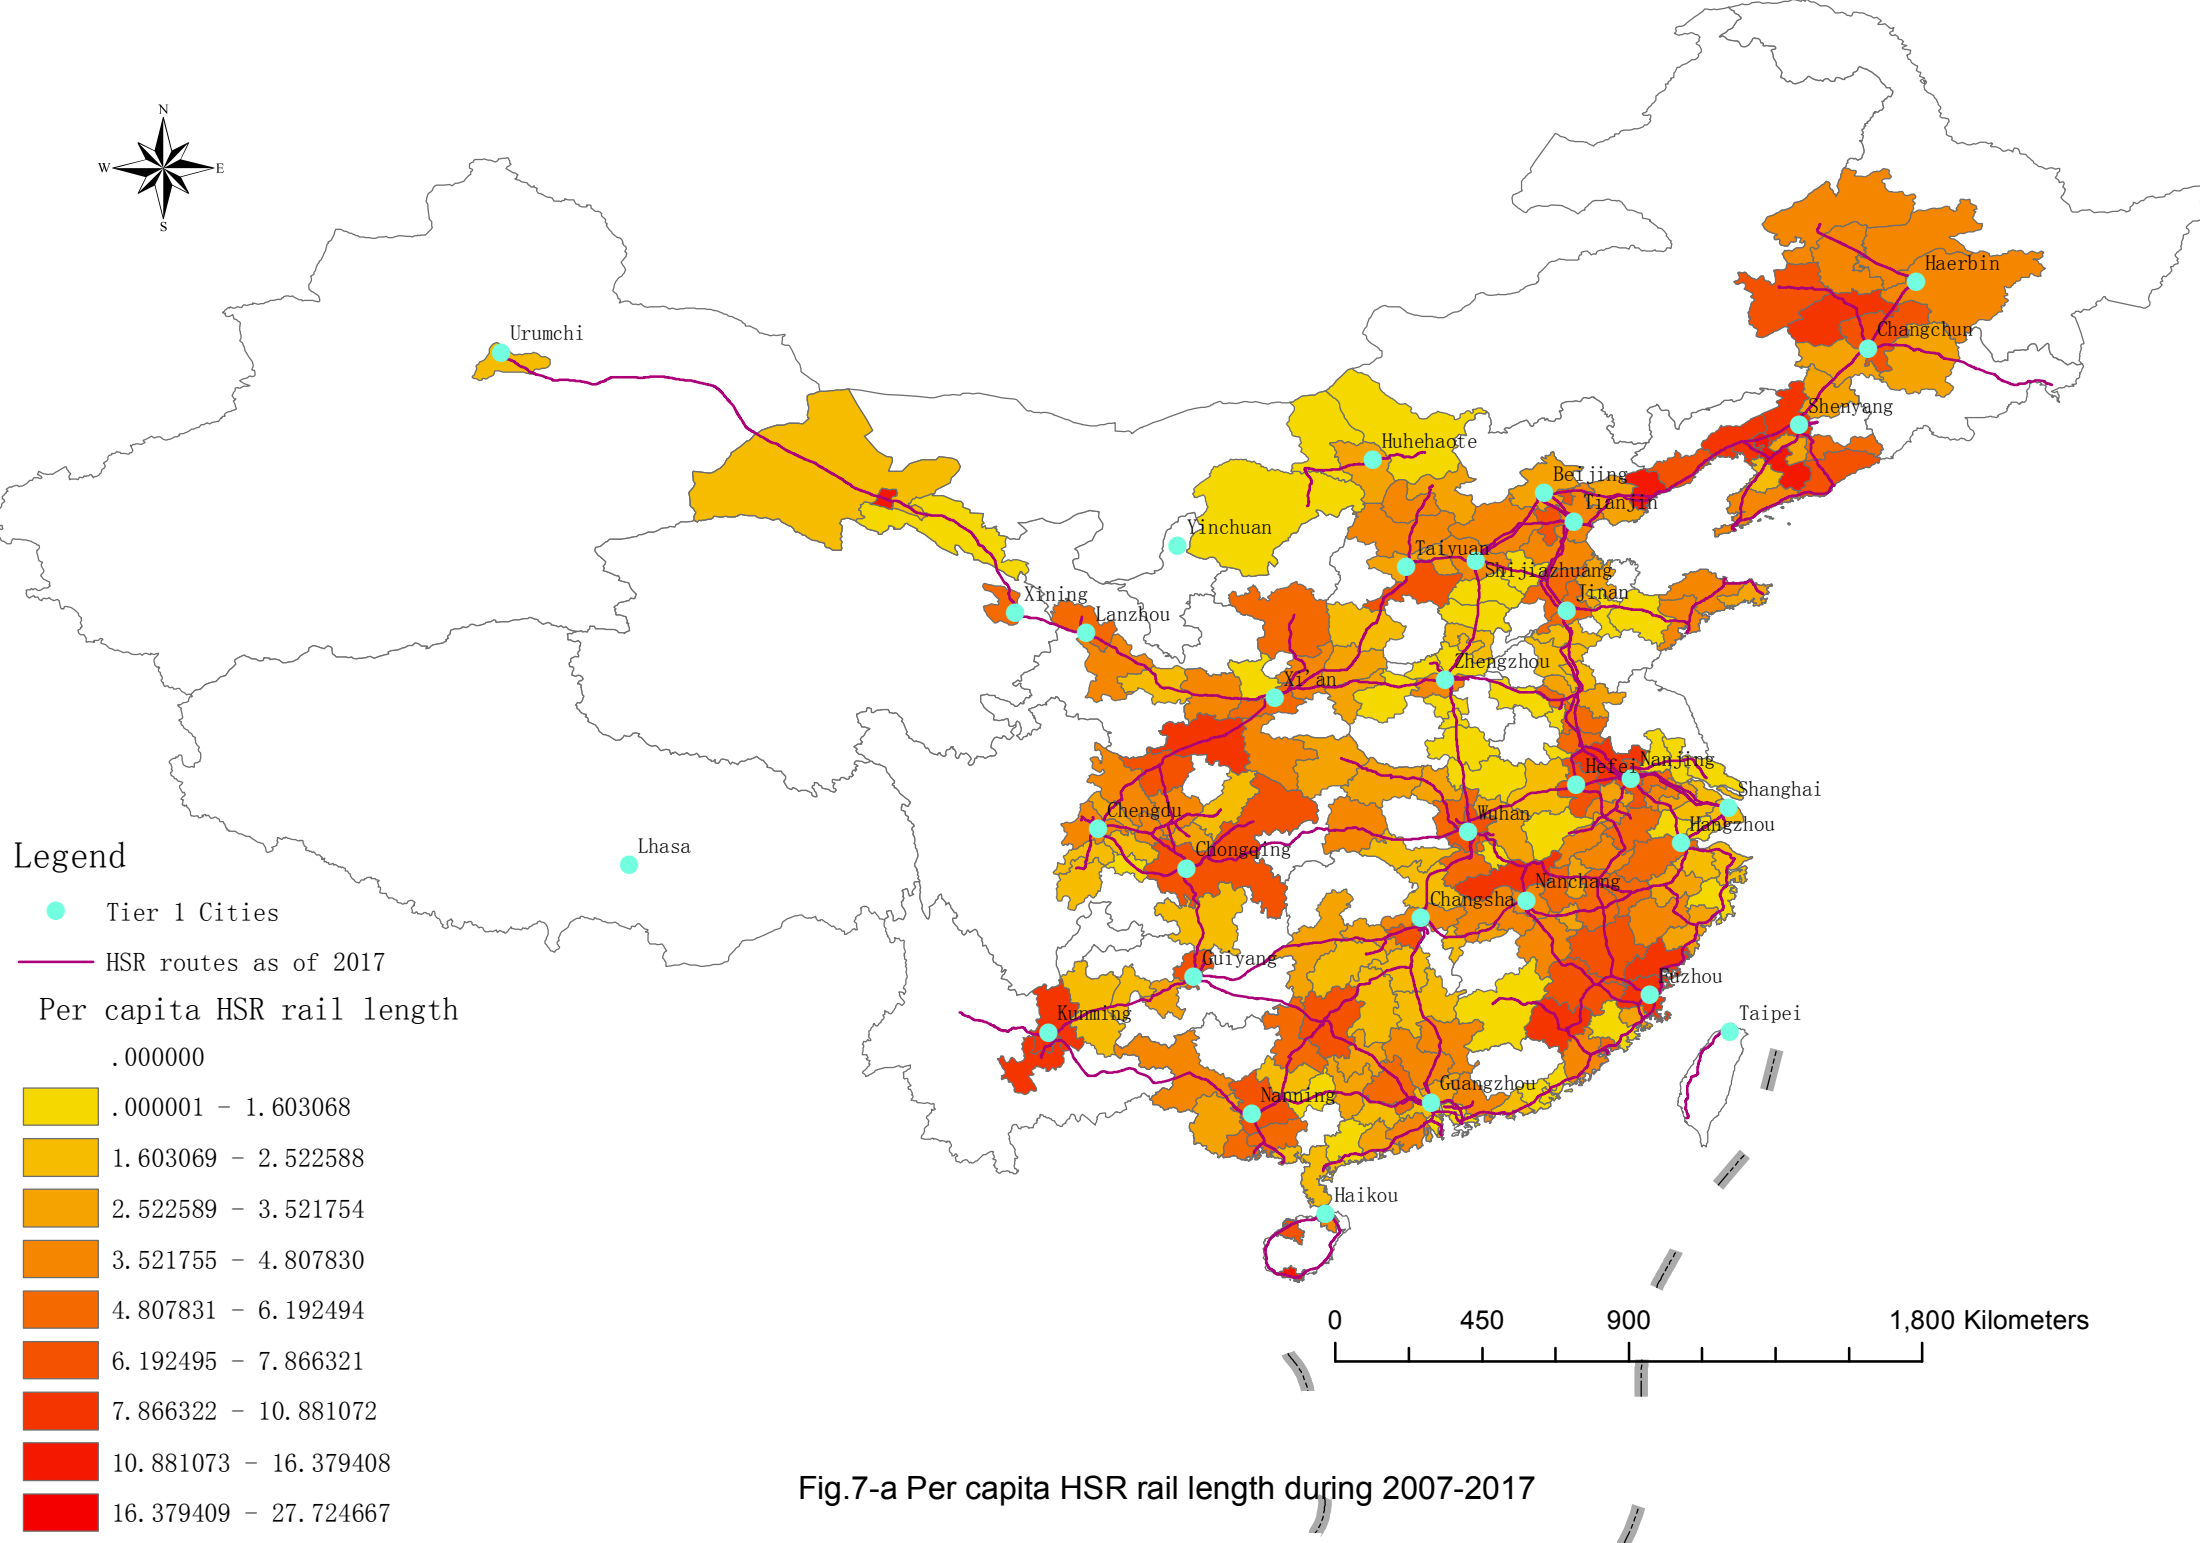 N
W E
S
Haerbin
Changchun
Urumchi
Shenyang
Huhehaote
Beijing
Tianjin
Yinchuan
Taiyuan
Shijiazhuang
Xining
Jinan
Lanzhou
Zhengzhou
Xi'an
Hefei
Nanjing
Shanghai
Chengdu
Wuhan
Hangzhou
Lhasa
Chongqing
Nanchang
Changsha
Guiyang
Fuzhou
Kunming
Taipei
Guangzhou
Nanning
Haikou
Legend
Tier 1 Cities
HSR routes as of 2017
Per capita HSR rail length
.000000
.000001 - 1.603068
1.603069 - 2.522588
2.522589 - 3.521754
3.521755 - 4.807830
4.807831 - 6.192494
6.192495 - 7.866321
7.866322 - 10.881072
10.881073 - 16.379408
16.379409 - 27.724667
0 450 900 1,800 Kilometers
Fig.7-a Per capita HSR rail length during 2007-2017